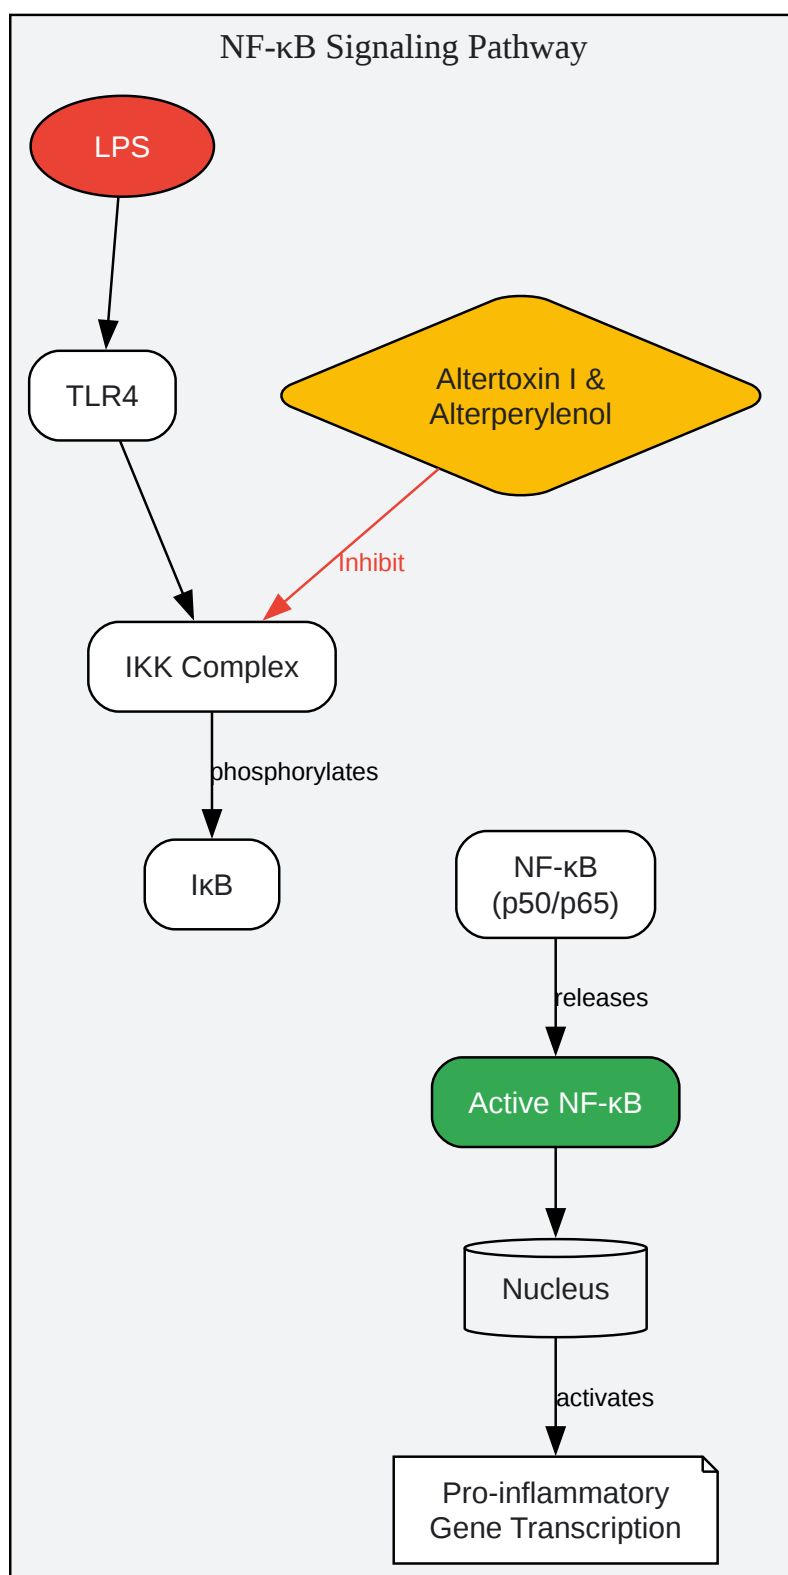 NF-κB Signaling Pathway
LPS
TLR4
Altertoxin I &
Alterperylenol
Inhibit
IKK Complex
phosphorylates
IκB
NF-κB
(p50/p65)
releases
Active NF-κB
Nucleus
activates
Pro-inflammatory
Gene Transcription